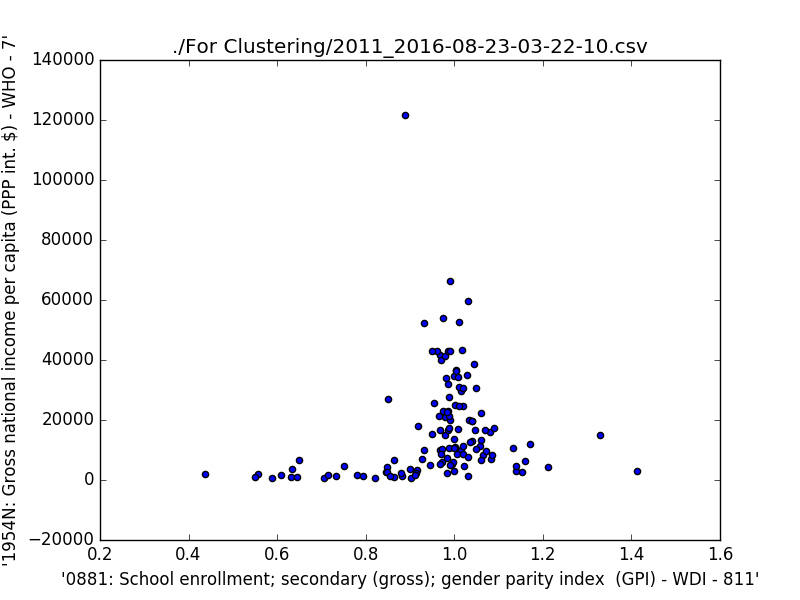 ./For Clustering/2011_2016-08-23-03-22-10.csv
'1954N: Gross national income per capita (PPP int. $) - WHO - 7'
140000
120000
100000
80000
60000
40000
20000
0
−20000
0.2 0.4 0.6 0.8 1.0 1.2 1.4 1.6
'0881: School enrollment; secondary (gross); gender parity index (GPI) - WDI - 811'